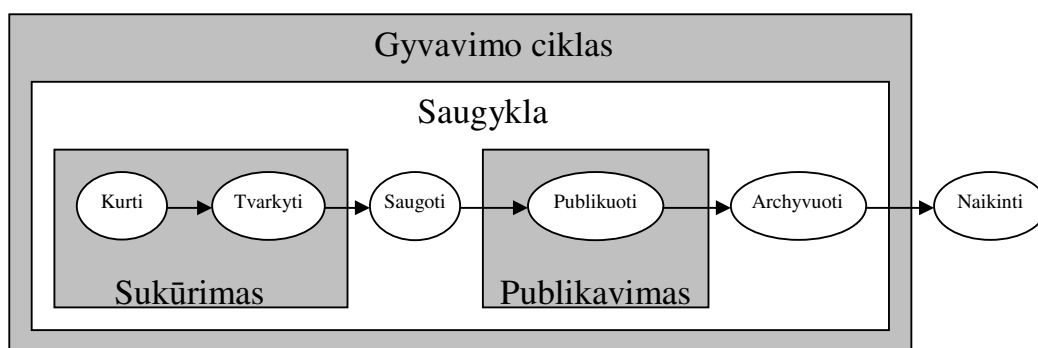 Gyvavimo ciklas
Saugykla
Kurti
Tvarkyti
Saugoti
Publikuoti
Archyvuoti
Naikinti
Sukūrimas
Publikavimas